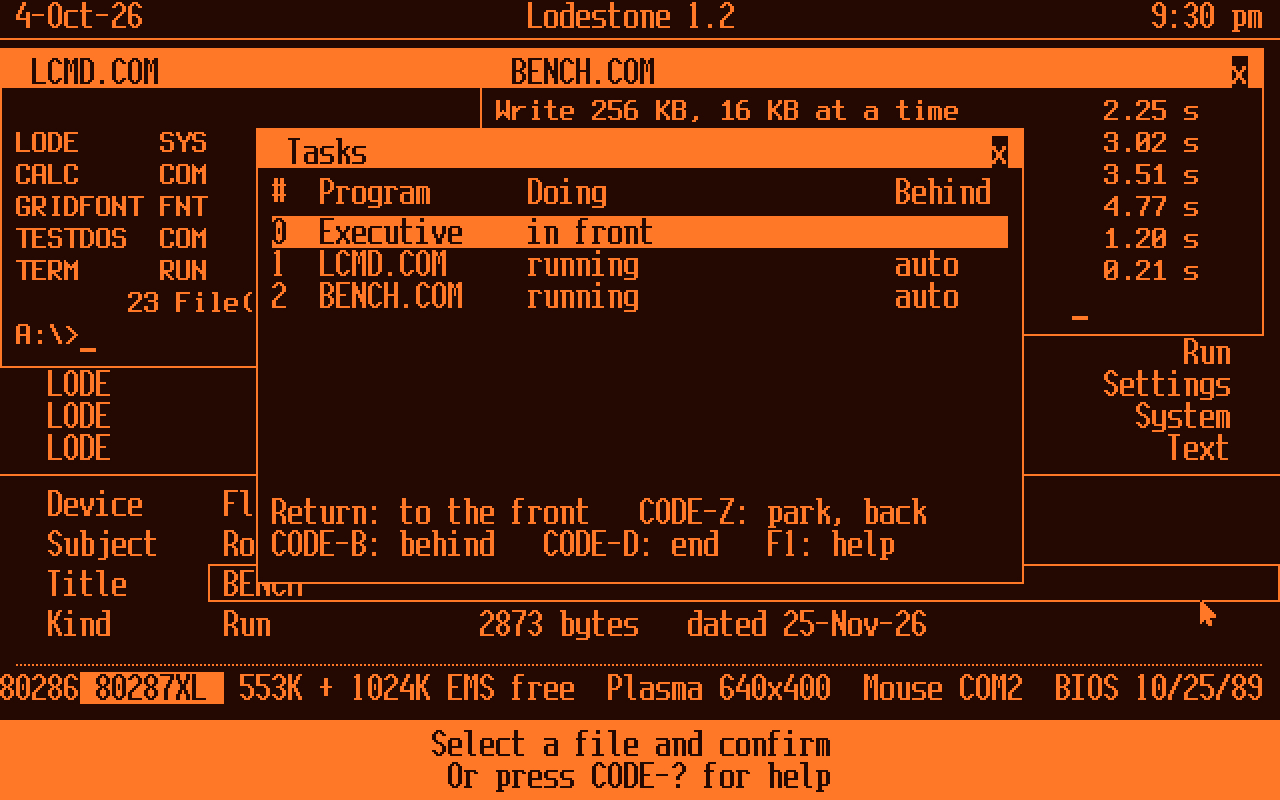 4-Oct-26 Lodestone 1.2 9:30 pm
LCMD.COM BENCH.COM x
Write 256 KB, 16 KB at a time 2.25 s
LODE SYS 3.02 s
CALC COM 3.51 s
GRIDFONT FNT 4.77 s
TESTDOS COM 1.20 s
TERM RUN 0.21 s
23 File(
A:\>_
Tasks x
# Program Doing Behind
0 Executive in front
1 LCMD.COM running auto
2 BENCH.COM running auto
Return: to the front CODE-Z: park, back
CODE-B: behind CODE-D: end F1: help
Run
LODE Settings
LODE System
LODE Text
Device Fl
Subject Ro
Title BENCH
Kind Run 2873 bytes dated 25-Nov-26
80286 80287XL 553K + 1024K EMS free Plasma 640x400 Mouse COM2 BIOS 10/25/89
Select a file and confirm
Or press CODE-? for help